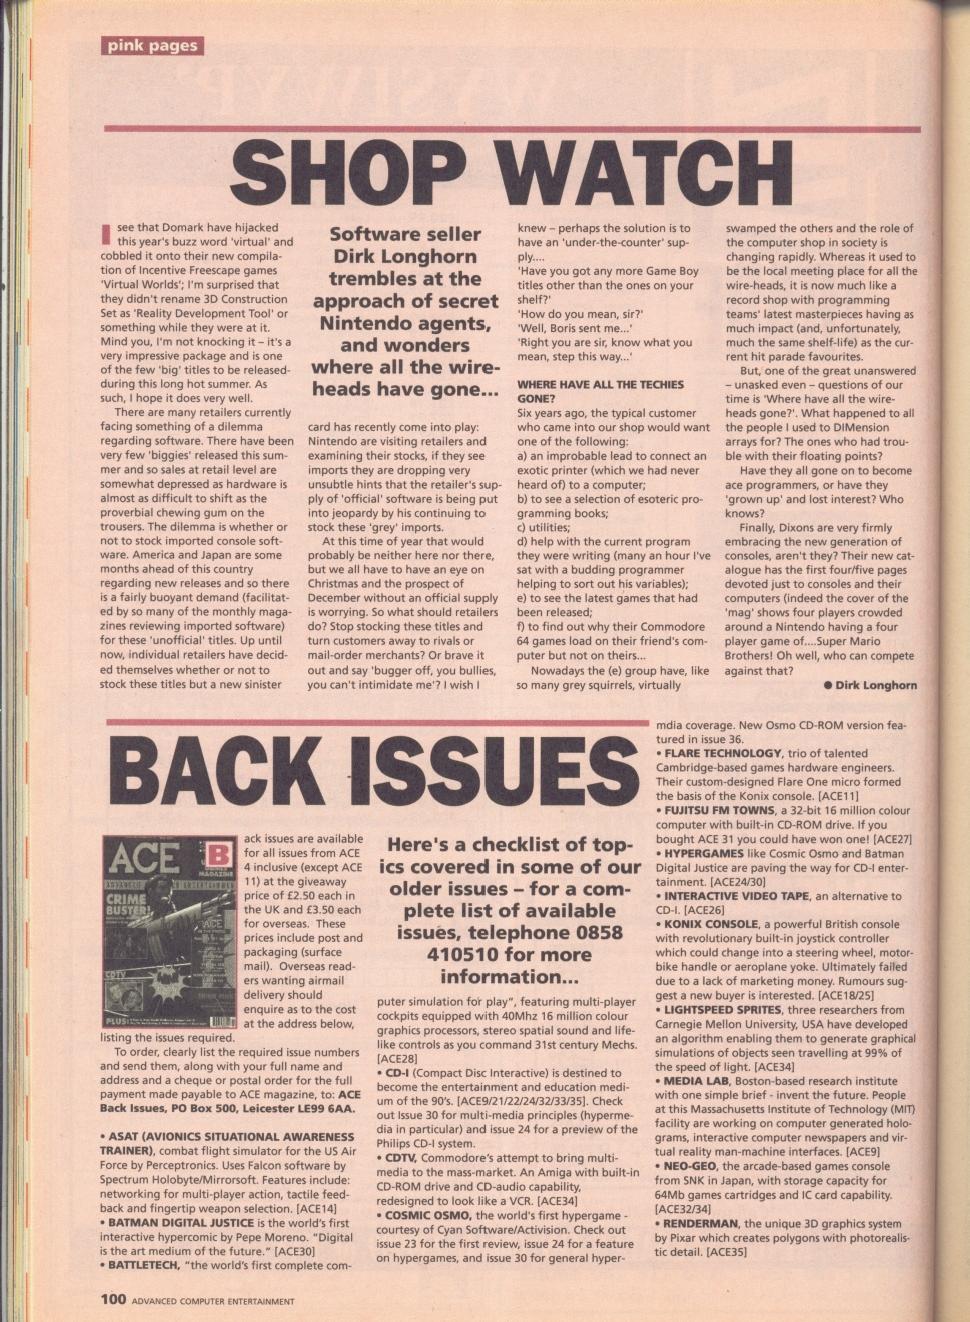 pink pages
SHOP WATCH
I see that Domark have hijacked
this year's buzz word 'virtual' and
cobbled it onto their new compila-
tion of Incentive Freescape games
'Virtual Worlds'; I'm surprised that
they didn't rename 3D Construction
Set as 'Reality Development Tool' or
something while they were at it.
Mind you, I'm not knocking it – it's a
very impressive package and is one
of the few 'big' titles to be released-
during this long hot summer. As
such, I hope it does very well.
There are many retailers currently
facing something of a dilemma
regarding software. There have been
very few 'biggies' released this sum-
mer and so sales at retail level are
somewhat depressed as hardware is
almost as difficult to shift as the
proverbial chewing gum on the
trousers. The dilemma is whether or
not to stock imported console soft-
ware. America and Japan are some
months ahead of this country
regarding new releases and so there
is a fairly buoyant demand (facilitat-
ed by so many of the monthly maga-
zines reviewing imported software)
for these 'unofficial' titles. Up until
now, individual retailers have decid-
ed themselves whether or not to
stock these titles but a new sinister
Software seller
Dirk Longhorn
trembles at the
approach of secret
Nintendo agents,
and wonders
where all the wire-
heads have gone...
card has recently come into play:
Nintendo are visiting retailers and
examining their stocks, if they see
imports they are dropping very
unsubtle hints that the retailer's sup-
ply of 'official' software is being put
into jeopardy by his continuing to
stock these 'grey' imports.
At this time of year that would
probably be neither here nor there,
but we all have to have an eye on
Christmas and the prospect of
December without an official supply
is worrying. So what should retailers
do? Stop stocking these titles and
turn customers away to rivals or
mail-order merchants? Or brave it
out and say 'bugger off, you bullies,
you can't intimidate me'? I wish I
knew – perhaps the solution is to
have an 'under-the-counter' sup-
ply....
'Have you got any more Game Boy
titles other than the ones on your
shelf?'
'How do you mean, sir?'
'Well, Boris sent me...'
'Right you are sir, know what you
mean, step this way...'
WHERE HAVE ALL THE TECHIES
GONE?
Six years ago, the typical customer
who came into our shop would want
one of the following:
a) an improbable lead to connect an
exotic printer (which we had never
heard of) to a computer;
b) to see a selection of esoteric pro-
gramming books;
c) utilities;
d) help with the current program
they were writing (many an hour I've
sat with a budding programmer
helping to sort out his variables);
e) to see the latest games that had
been released;
f) to find out why their Commodore
64 games load on their friend's com-
puter but not on theirs...
Nowadays the (e) group have, like
so many grey squirrels, virtually
swamped the others and the role of
the computer shop in society is
changing rapidly. Whereas it used to
be the local meeting place for all the
wire-heads, it is now much like a
record shop with programming
teams' latest masterpieces having as
much impact (and, unfortunately,
much the same shelf-life) as the cur-
rent hit parade favourites.
But, one of the great unanswered
– unasked even – questions of our
time is 'Where have all the wire-
heads gone?'. What happened to all
the people I used to DIMension
arrays for? The ones who had trou-
ble with their floating points?
Have they all gone on to become
ace programmers, or have they
'grown up' and lost interest? Who
knows?
Finally, Dixons are very firmly
embracing the new generation of
consoles, aren't they? Their new cat-
alogue has the first four/five pages
devoted just to consoles and their
computers (indeed the cover of the
'mag' shows four players crowded
around a Nintendo having a four
player game of....Super Mario
Brothers! Oh well, who can compete
against that?
● Dirk Longhorn
BACK ISSUES
ACE
CRIME
BUSTER!
CDTV
PLUS
Back issues are available
for all issues from ACE
4 inclusive (except ACE
11) at the giveaway
price of £2.50 each in
the UK and £3.50 each
for overseas. These
prices include post and
packaging (surface
mail). Overseas read-
ers wanting airmail
delivery should
enquire as to the cost
at the address below,
listing the issues required.
To order, clearly list the required issue numbers
and send them, along with your full name and
address and a cheque or postal order for the full
payment made payable to ACE magazine, to: ACE
Back Issues, PO Box 500, Leicester LE99 6AA.
• ASAT (AVIONICS SITUATIONAL AWARENESS
TRAINER), combat flight simulator for the US Air
Force by Perceptronics. Uses Falcon software by
Spectrum Holobyte/Mirrorsoft. Features include:
networking for multi-player action, tactile feed-
back and fingertip weapon selection. [ACE14]
• BATMAN DIGITAL JUSTICE is the world's first
interactive hypercomic by Pepe Moreno. "Digital
is the art medium of the future." [ACE30]
• BATTLETECH, "the world's first complete com-
Here's a checklist of top-
ics covered in some of our
older issues – for a com-
plete list of available
issues, telephone 0858
410510 for more
information...
puter simulation for play", featuring multi-player
cockpits equipped with 40Mhz 16 million colour
graphics processors, stereo spatial sound and life-
like controls as you command 31st century Mechs.
[ACE28]
• CD-I (Compact Disc Interactive) is destined to
become the entertainment and education medi-
um of the 90's. [ACE9/21/22/24/32/33/35]. Check
out Issue 30 for multi-media principles (hyperme-
dia in particular) and issue 24 for a preview of the
Philips CD-I system.
• CDTV, Commodore's attempt to bring multi-
media to the mass-market. An Amiga with built-in
CD-ROM drive and CD-audio capability,
redesigned to look like a VCR. [ACE34]
• COSMIC OSMO, the world's first hypergame -
courtesy of Cyan Software/Activision. Check out
issue 23 for the first review, issue 24 for a feature
on hypergames, and issue 30 for general hyper-
mdia coverage. New Osmo CD-ROM version fea-
tured in issue 36.
• FLARE TECHNOLOGY, trio of talented
Cambridge-based games hardware engineers.
Their custom-designed Flare One micro formed
the basis of the Konix console. [ACE11]
• FUJITSU FM TOWNS, a 32-bit 16 million colour
computer with built-in CD-ROM drive. If you
bought ACE 31 you could have won one! [ACE27]
• HYPERGAMES like Cosmic Osmo and Batman
Digital Justice are paving the way for CD-I enter-
tainment. [ACE24/30]
• INTERACTIVE VIDEO TAPE, an alternative to
CD-I. [ACE26]
• KONIX CONSOLE, a powerful British console
with revolutionary built-in joystick controller
which could change into a steering wheel, motor-
bike handle or aeroplane yoke. Ultimately failed
due to a lack of marketing money. Rumours sug-
gest a new buyer is interested. [ACE18/25]
• LIGHTSPEED SPRITES, three researchers from
Carnegie Mellon University, USA have developed
an algorithm enabling them to generate graphical
simulations of objects seen travelling at 99% of
the speed of light. [ACE34]
• MEDIA LAB, Boston-based research institute
with one simple brief - invent the future. People
at this Massachusetts Institute of Technology (MIT)
facility are working on computer generated holo-
grams, interactive computer newspapers and vir-
tual reality man-machine interfaces. [ACE9]
• NEO-GEO, the arcade-based games console
from SNK in Japan, with storage capacity for
64Mb games cartridges and IC card capability.
[ACE32/34]
• RENDERMAN, the unique 3D graphics system
by Pixar which creates polygons with photorealis-
tic detail. [ACE35]
100 ADVANCED COMPUTER ENTERTAINMENT